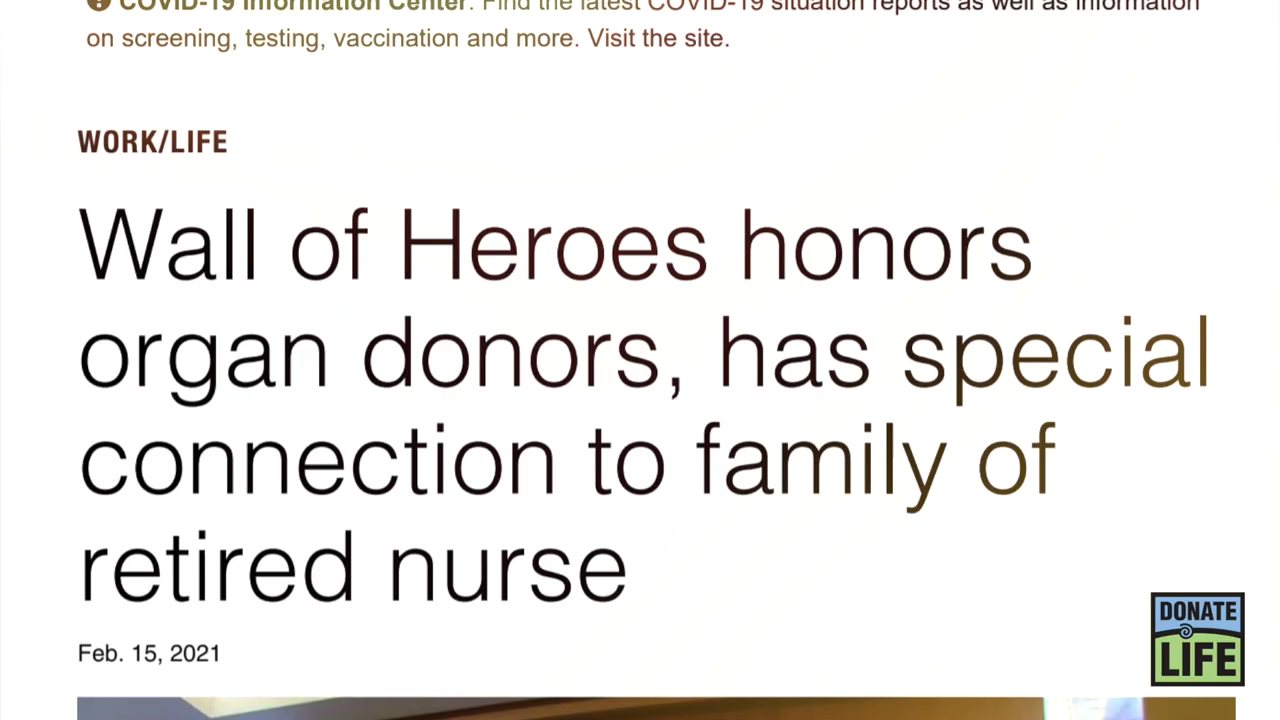 COVID-19 Information Center. Find the latest COVID-19 situation reports as well as information
on screening, testing, vaccination and more. Visit the site.
WORK/LIFE
Wall of Heroes honors
organ donors, has special
connection to family of
retired nurse
Feb. 15, 2021
DONATE
LIFE